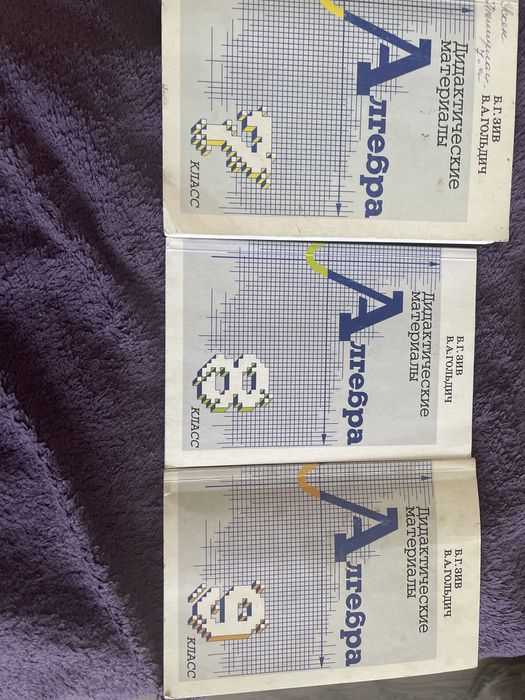 Б.Г. ЗИВ
В.А.ГОЛЬДИЧ
Дидактические
материалы
Алгебра
7
КЛАСС
Б.Г. ЗИВ
В.А.ГОЛЬДИЧ
Дидактические
материалы
Алгебра
8
КЛАСС
Б.Г. ЗИВ
В.А.ГОЛЬДИЧ
Дидактические
материалы
Алгебра
9
КЛАСС